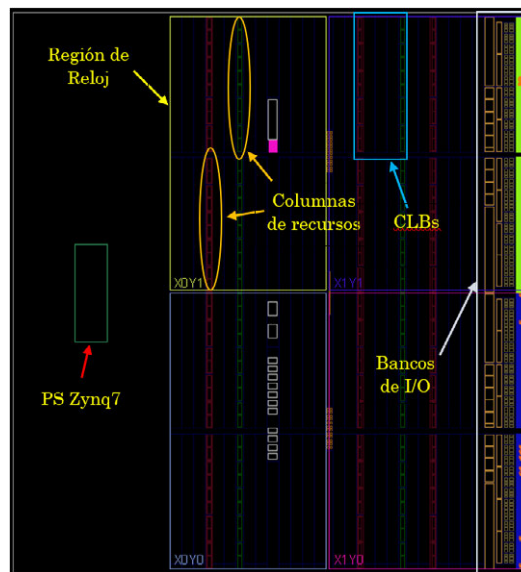 Región de
Reloj
Columnas
de recursos
CLBs
X0Y1
X1Y1
PS Zynq7
Bancos
de I/O
X0Y0
X1Y0